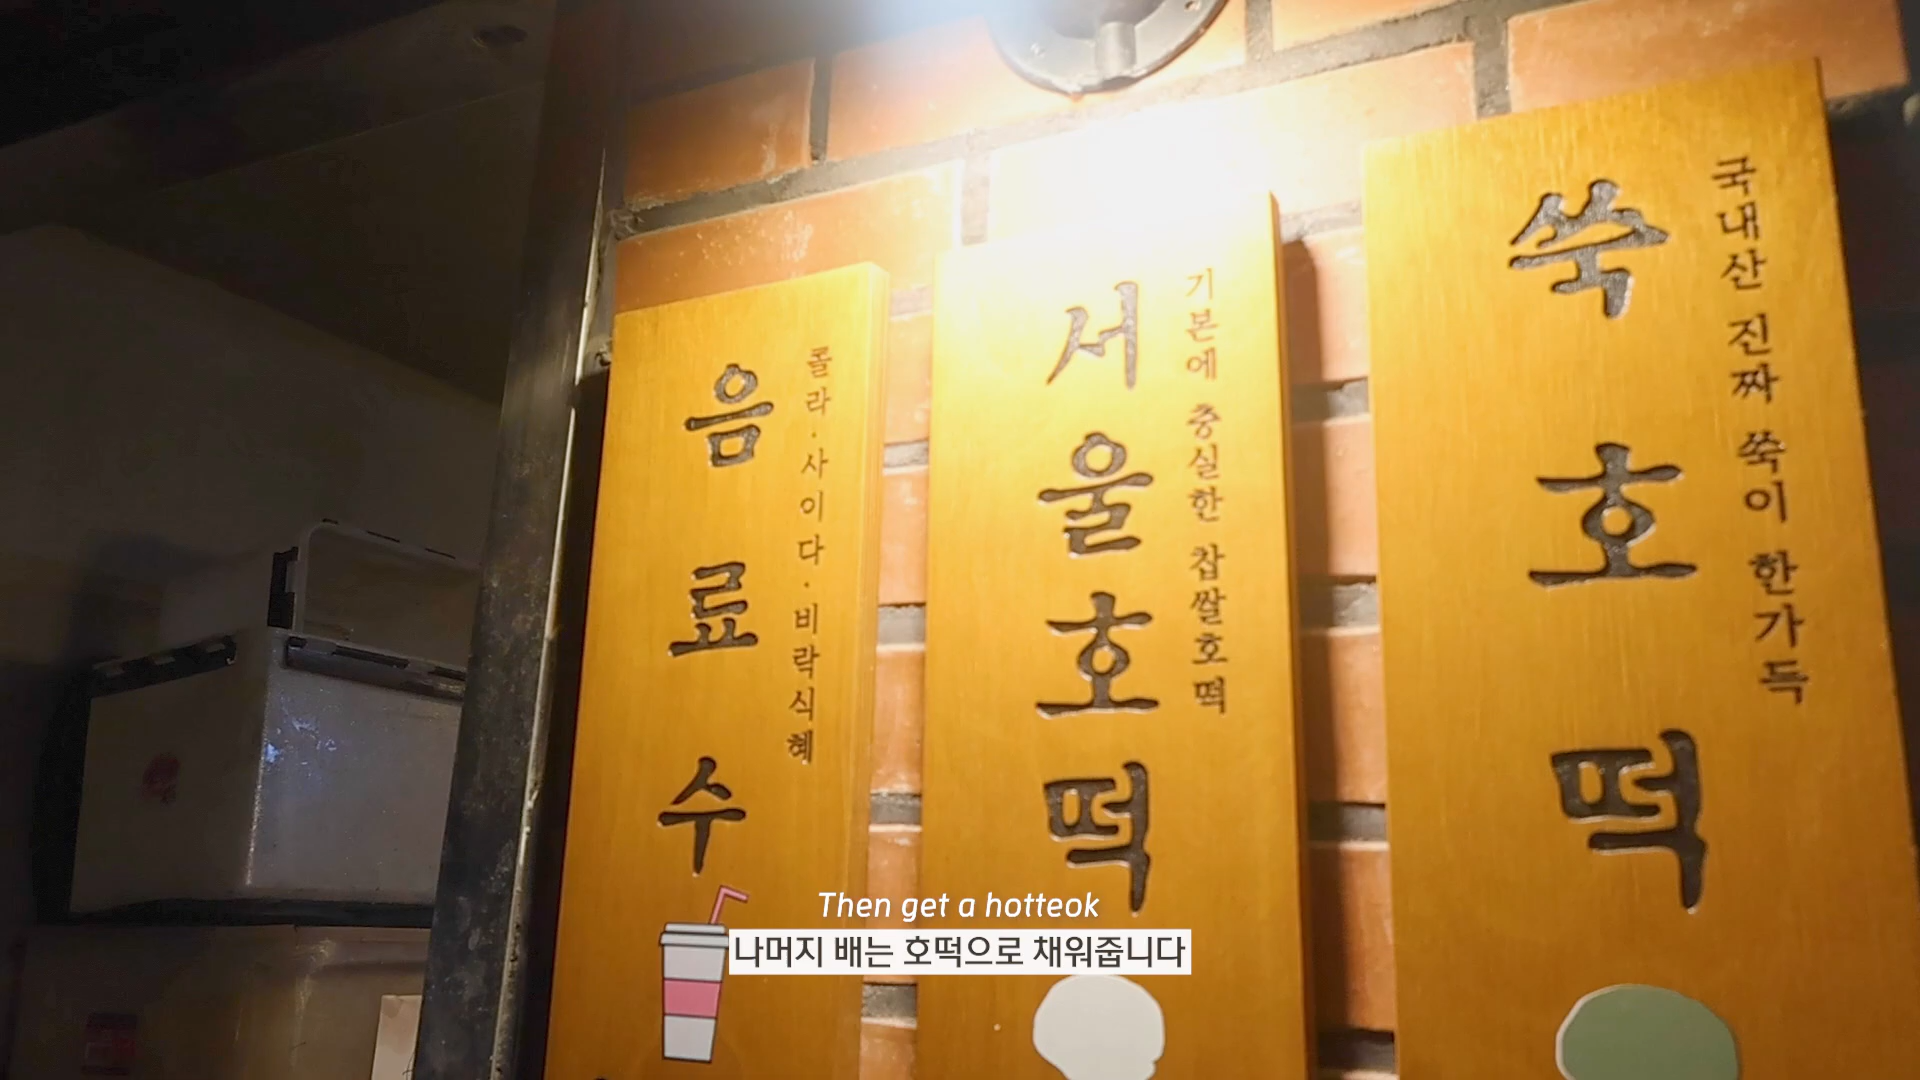 음료수
콜라·사이다·비락식혜
서울호떡
기본에 충실한 찹쌀호떡
쑥호떡
국내산 진짜 쑥이 한가득
Then get a hotteok
나머지 배는 호떡으로 채워줍니다